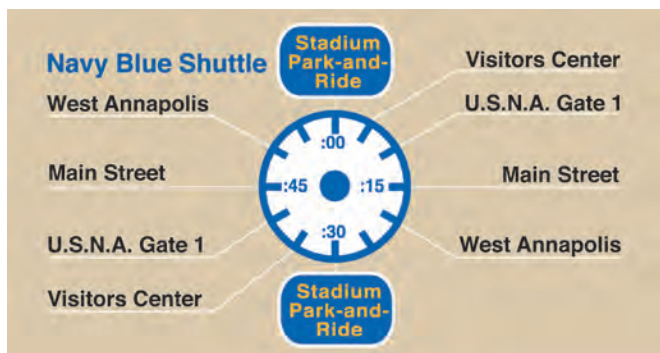 Navy Blue Shuttle
Stadium
Park-and-
Ride
Visitors Center
West Annapolis
U.S.N.A. Gate 1
:00
Main Street
:45
:15
Main Street
:30
U.S.N.A. Gate 1
West Annapolis
Visitors Center
Stadium
Park-and-
Ride